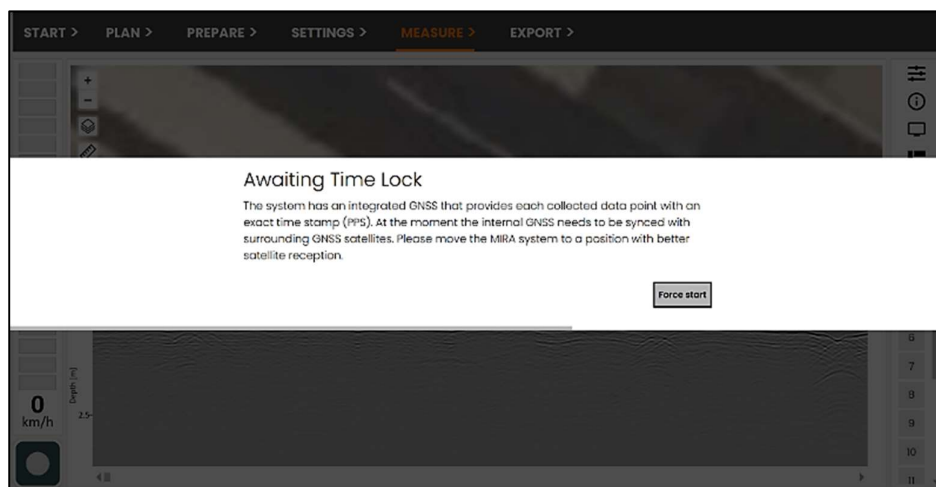 START > PLAN > PREPARE > SETTINGS > MEASURE > EXPORT >
+
-
Awaiting Time Lock
The system has an integrated GNSS that provides each collected data point with an
exact time stamp (PPS). At the moment the internal GNSS needs to be synced with
surrounding GNSS satellites. Please move the MIRA system to a position with better
satellite reception.
Force start
6
7
8
9
10
11
Depth [m]
2.5-
0
km/h